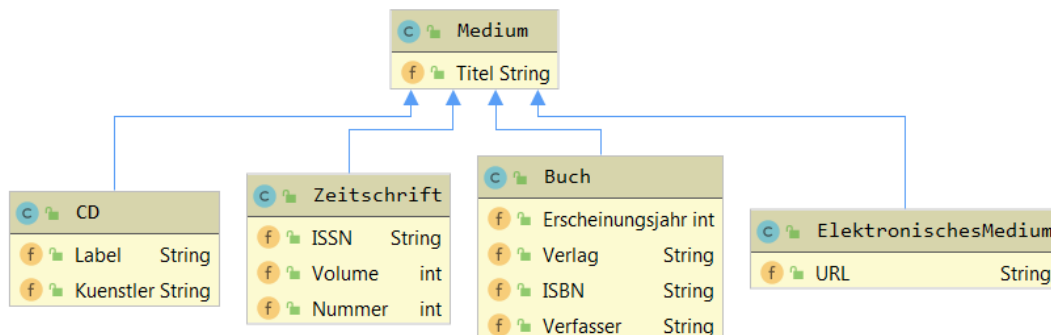 Medium
Titel String
CD
Label String
Kuenstler String
Zeitschrift
ISSN String
Volume int
Nummer int
Buch
Erscheinungsjahr int
Verlag String
ISBN String
Verfasser String
ElektronischesMedium
URL String